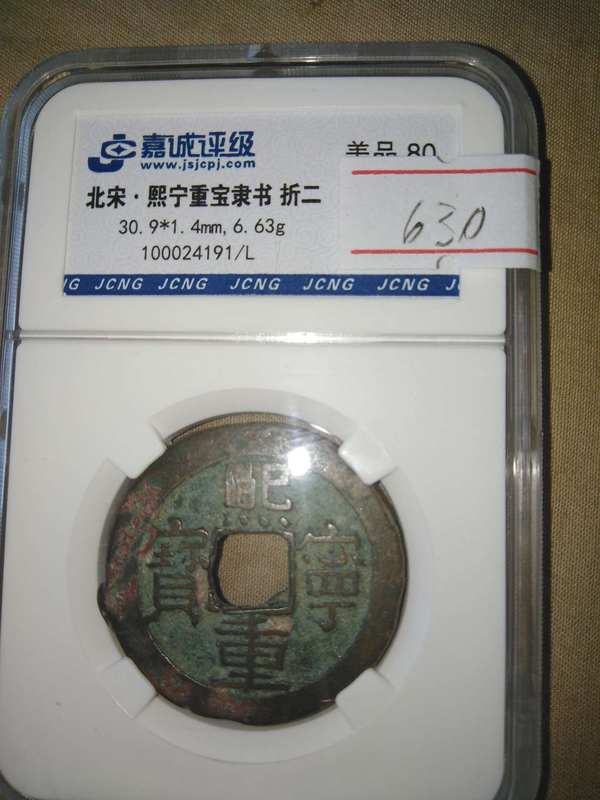 嘉诚评级
www.jsjcpj.com
美品 80
北宋·熙宁重宝隶书 折二
30.9*1.4mm,6.63g
100024191/L
630
JCNG JCNG JCNG JCNG JCNG JCNG
熙
寶 寧
重